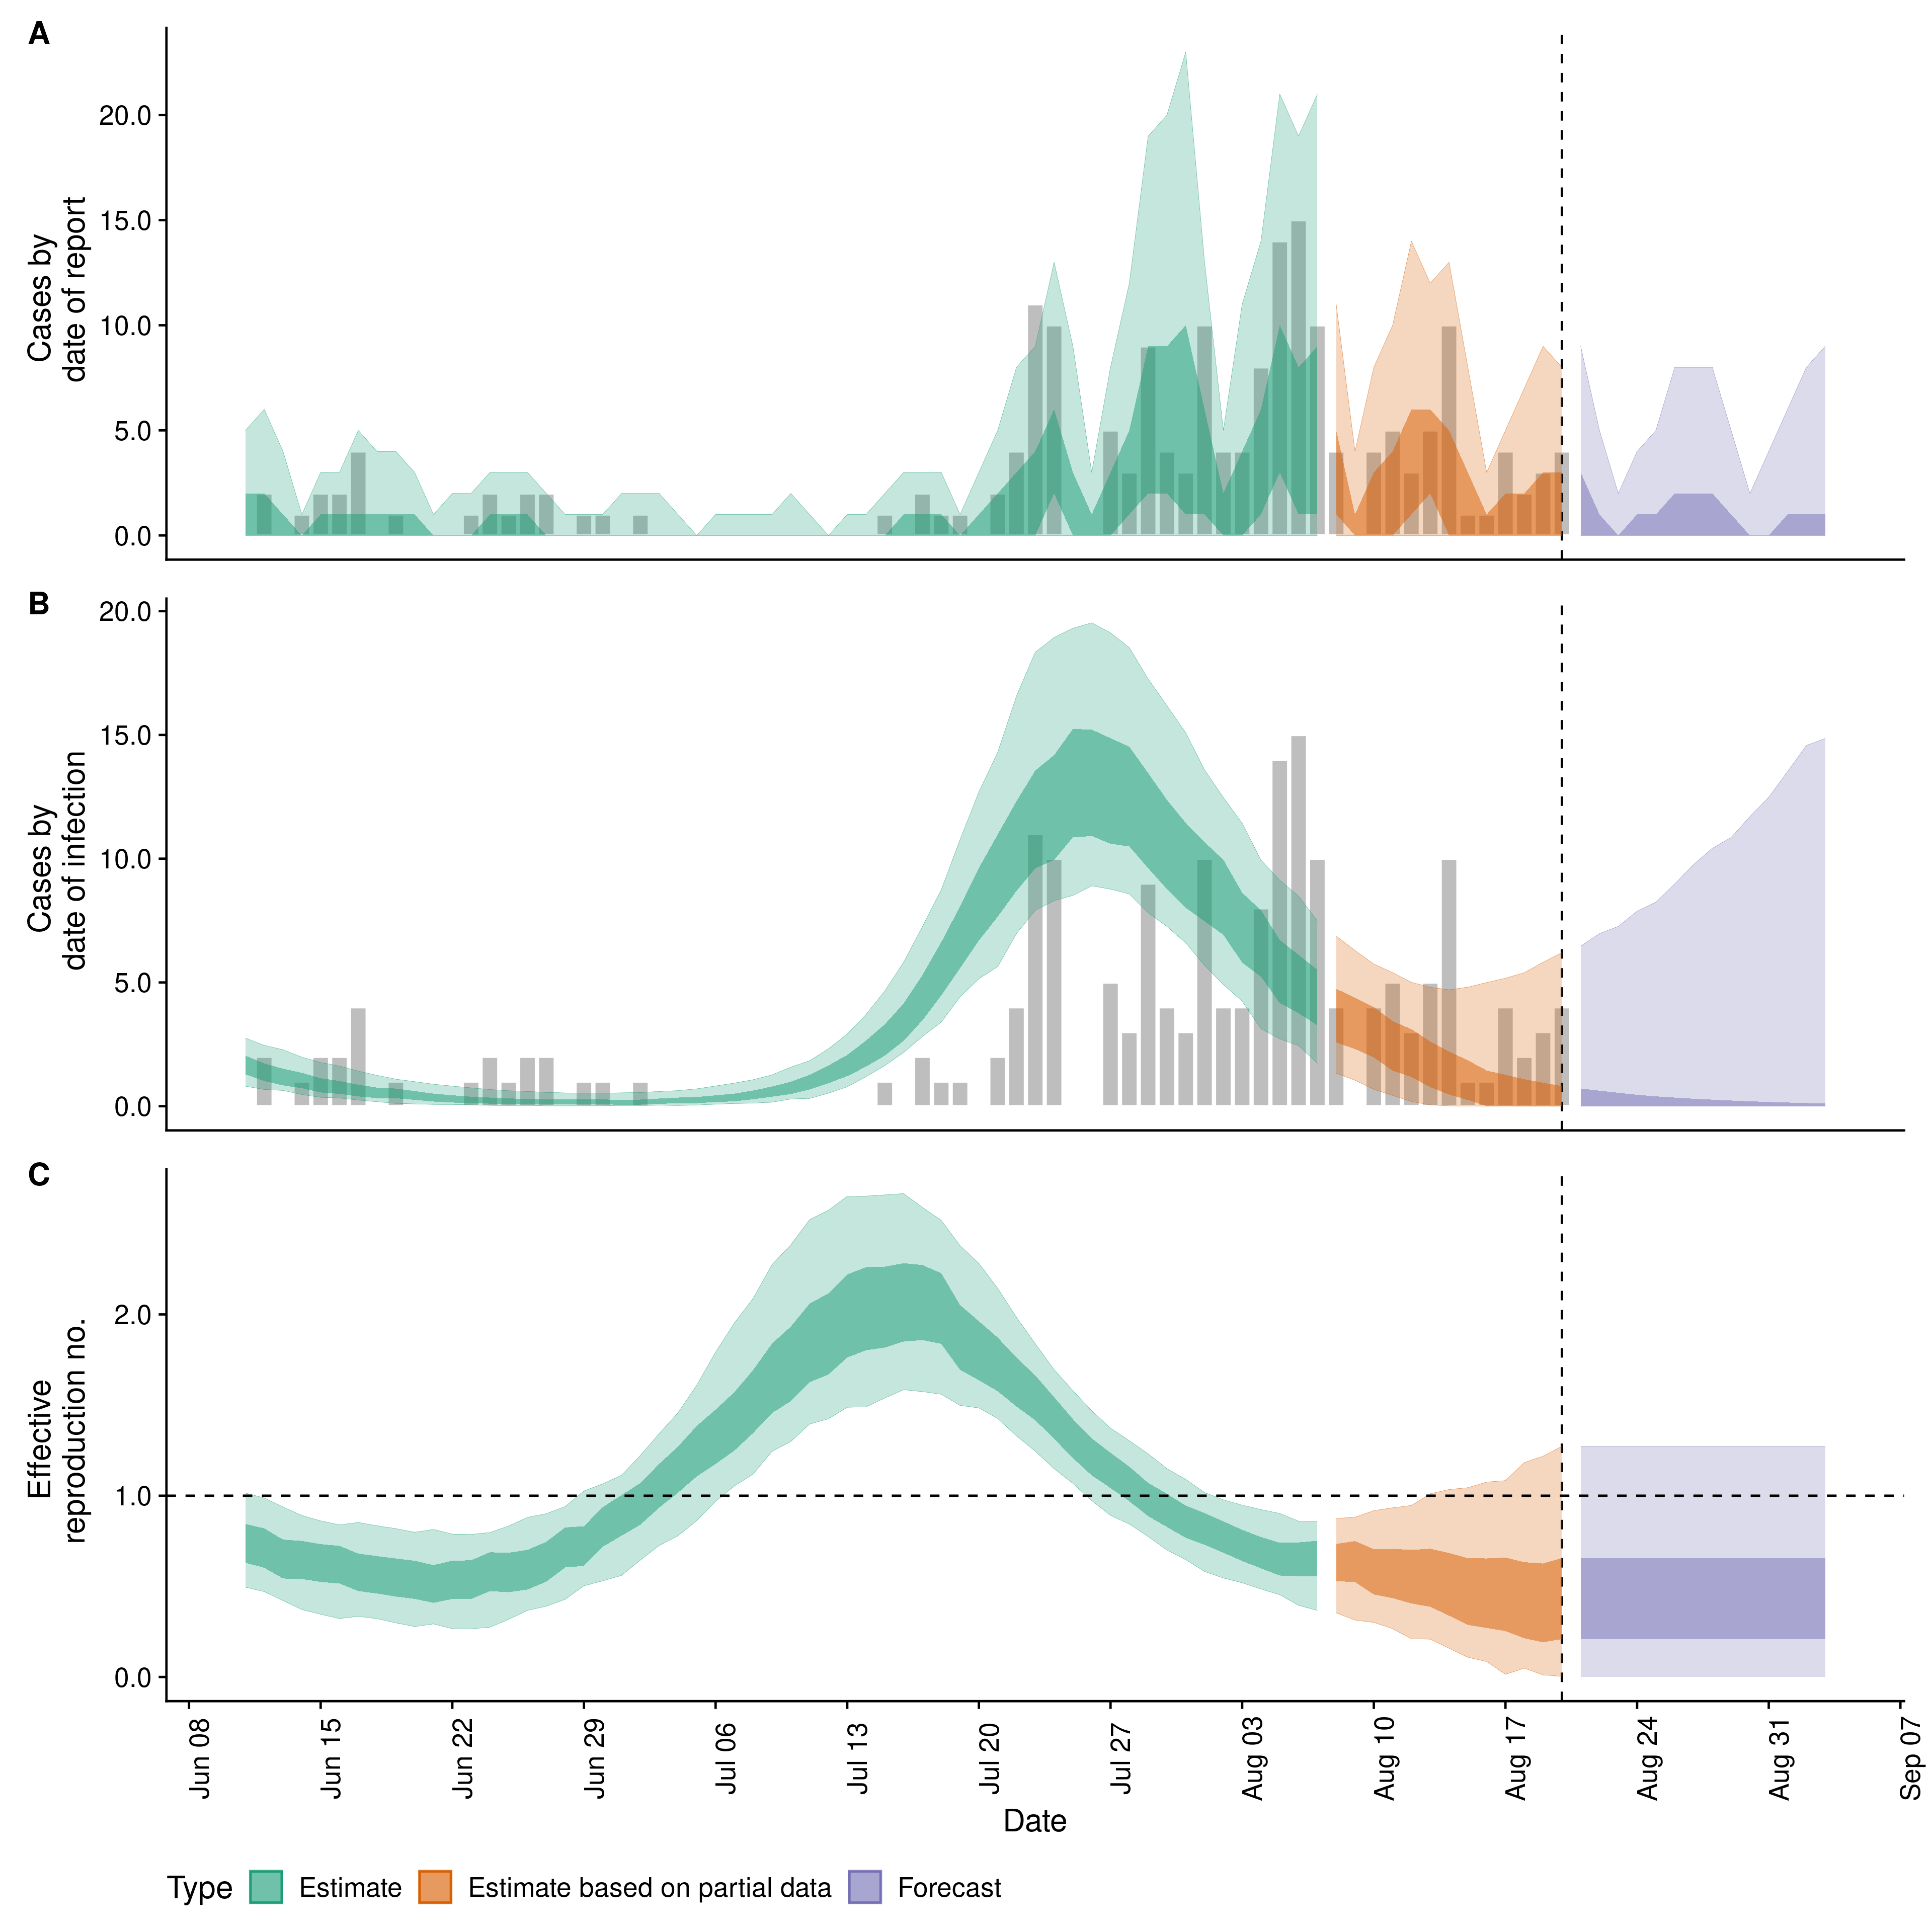 A
Cases by
date of report
20.0
15.0
10.0
5.0
0.0
B
Cases by
date of infection
20.0
15.0
10.0
5.0
0.0
C
Effective
reproduction no.
2.0
1.0
0.0
Jun 08
Jun 15
Jun 22
Jun 29
Jul 06
Jul 13
Jul 20
Jul 27
Aug 03
Aug 10
Aug 17
Aug 24
Aug 31
Sep 07
Date
Type Estimate Estimate based on partial data Forecast